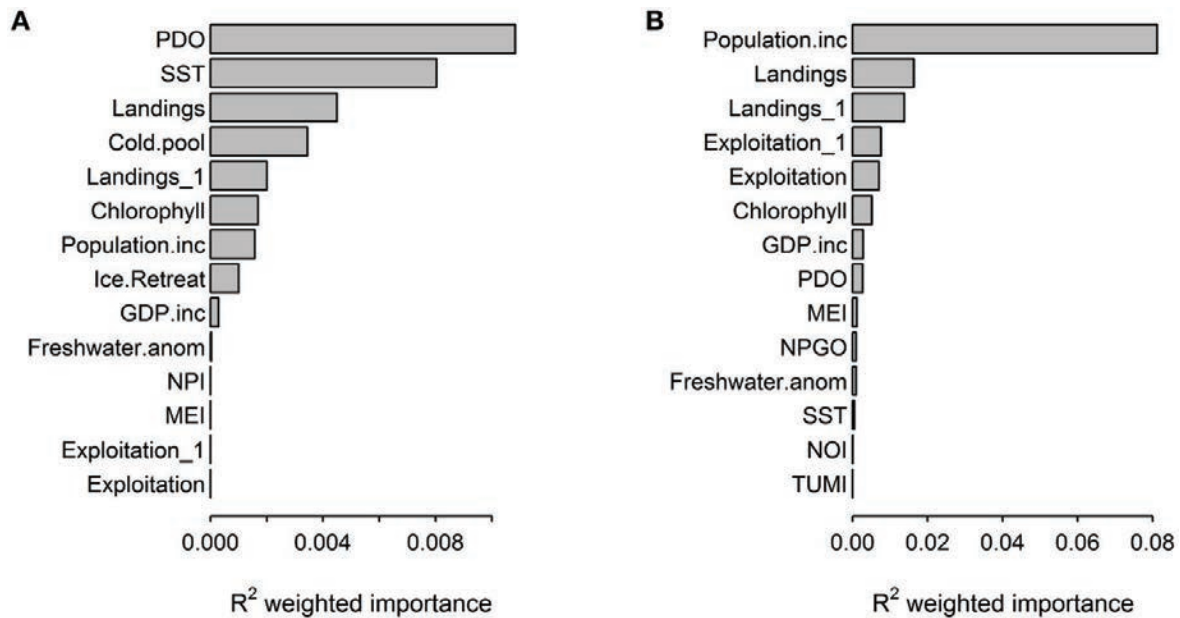 A
PDO
SST
Landings
Cold.pool
Landings_1
Chlorophyll
Population.inc
Ice.Retreat
GDP.inc
Freshwater.anom
NPI
MEI
Exploitation_1
Exploitation
0.000 0.004 0.008
R² weighted importance
B
Population.inc
Landings
Landings_1
Exploitation_1
Exploitation
Chlorophyll
GDP.inc
PDO
MEI
NPGO
Freshwater.anom
SST
NOI
TUMI
0.00 0.02 0.04 0.06 0.08
R² weighted importance